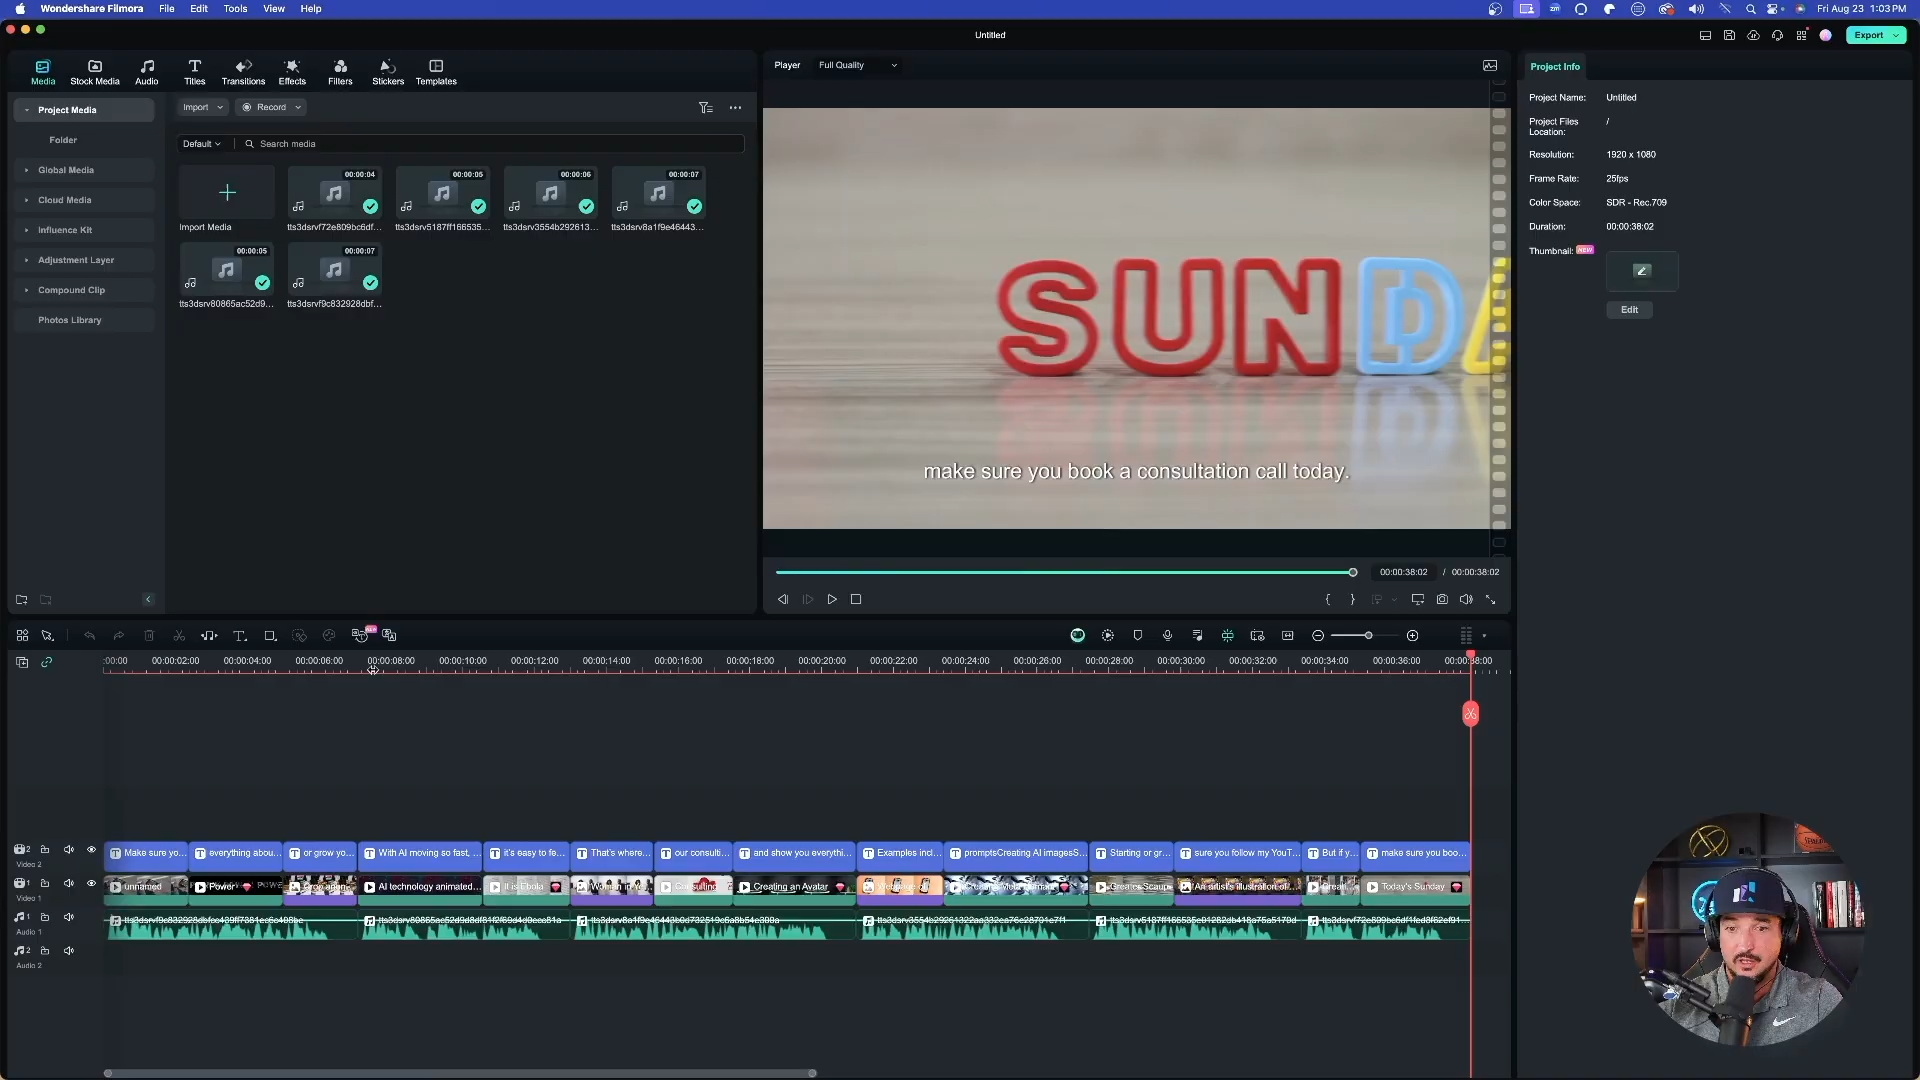 Wondershare Filmora File Edit Tools View Help
Fri Aug 23 1:03 PM
Untitled
Export
Media
Stock Media
Audio
Titles
Transitions
Effects
Filters
Stickers
Templates
Project Media
Folder
Global Media
Cloud Media
Influence Kit
Adjustment Layer
Compound Clip
Photos Library
Import
Record
Default
Search media
Import Media
00:00:04
tts3dsrvf72e809bc6df...
00:00:05
tts3dsrv5187ff166535...
00:00:06
tts3dsrv3554b292613...
00:00:07
tts3dsrv8a1f9e46443...
00:00:05
tts3dsrv80865ac52d9...
00:00:07
tts3dsrvf9c832928dbf...
Player Full Quality
SUNDA
make sure you book a consultation call today.
00:00:38:02 / 00:00:38:02
Project Info
Project Name: Untitled
Project Files Location: /
Resolution: 1920 x 1080
Frame Rate: 25fps
Color Space: SDR - Rec.709
Duration: 00:00:38:02
Thumbnail: NEW
Edit
NEW
:00:00 00:00:02:00 00:00:04:00 00:00:06:00 00:00:08:00 00:00:10:00 00:00:12:00 00:00:14:00 00:00:16:00 00:00:18:00 00:00:20:00 00:00:22:00 00:00:24:00 00:00:26:00 00:00:28:00 00:00:30:00 00:00:32:00 00:00:34:00 00:00:36:00 00:00:38:00
2
Video 2
Make sure yo... everything abou... or grow yo... With AI moving so fast, ... it's easy to fe... That's where... our consulti... and show you everythi... Examples incl... promptsCreating AI imagesS... Starting or gr... sure you follow my YouT... But if y... make sure you boo...
1
Video 1
unnamed Power AI technology animated... It is Ebola Woman in Ye... Consulting Creating an Avatar An artist's illustration of... Today's Sunday
1
Audio 1
2
Audio 2